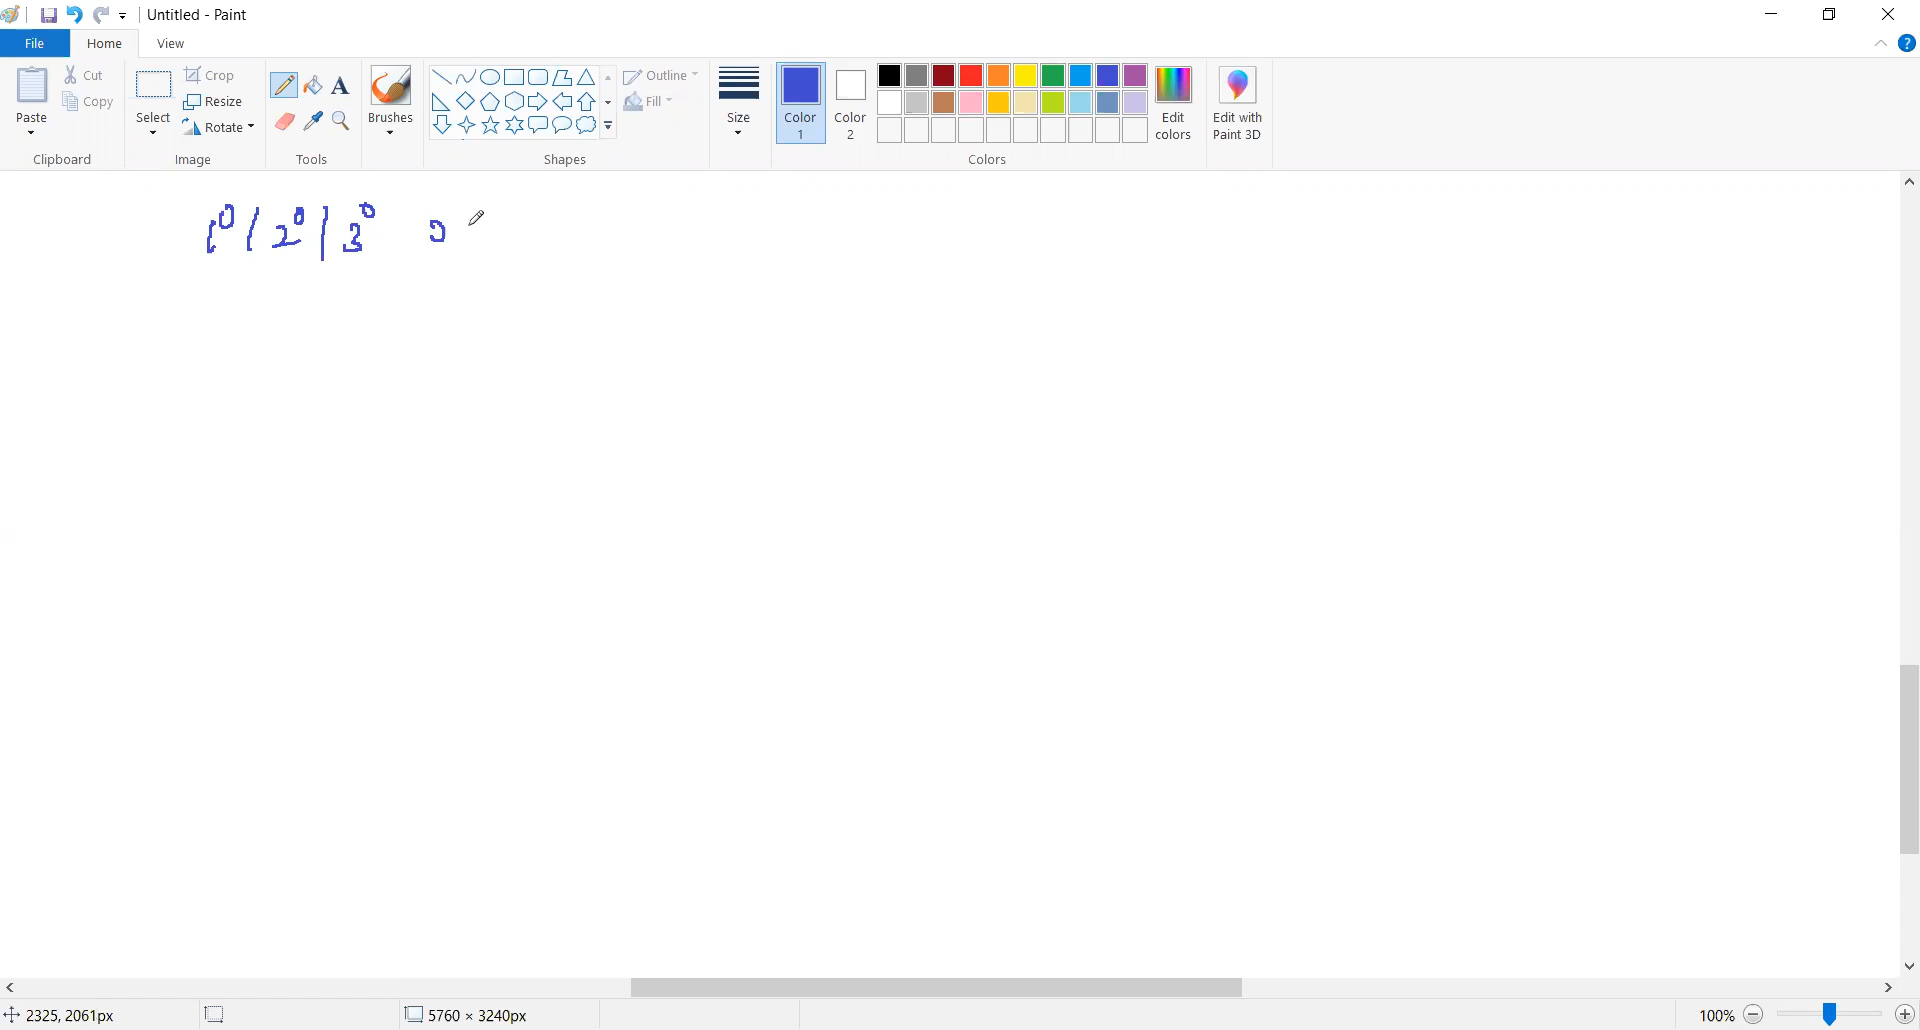 Untitled - Paint
File Home View
Paste Cut Copy Clipboard
Select Crop Resize Rotate Image
Tools
Brushes
Outline Fill Shapes
Size
Color 1 Color 2 Edit colors Colors
Edit with Paint 3D
1⁰ | 2⁰ | 3⁰ 0
2325, 2061px 5760 × 3240px 100%